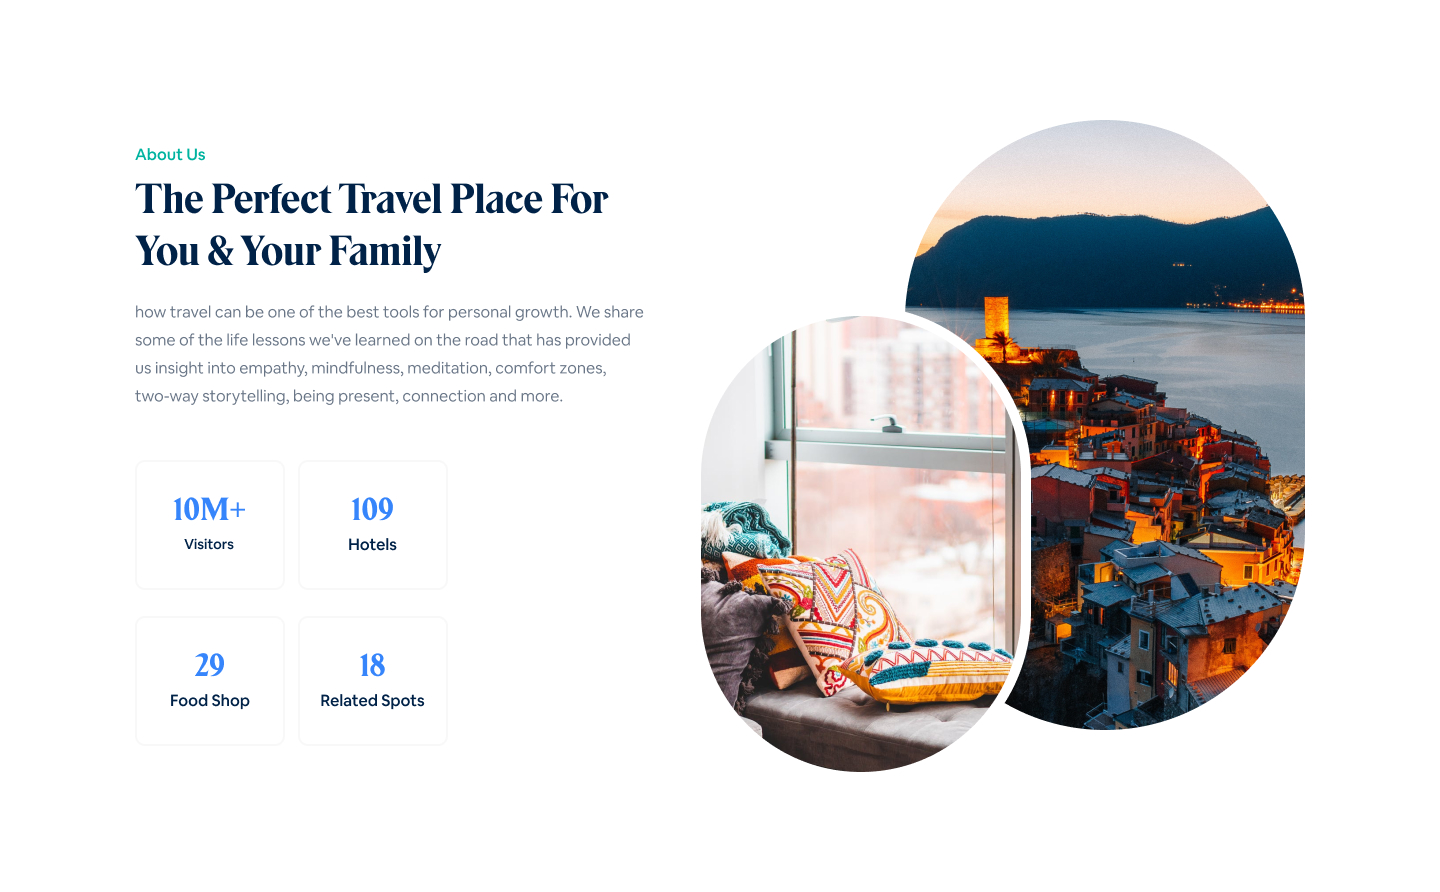 About Us
The Perfect Travel Place For
You & Your Family
how travel can be one of the best tools for personal growth. We share
some of the life lessons we've learned on the road that has provided
us insight into empathy, mindfulness, meditation, comfort zones,
two-way storytelling, being present, connection and more.
10M+
Visitors
109
Hotels
29
Food Shop
18
Related Spots